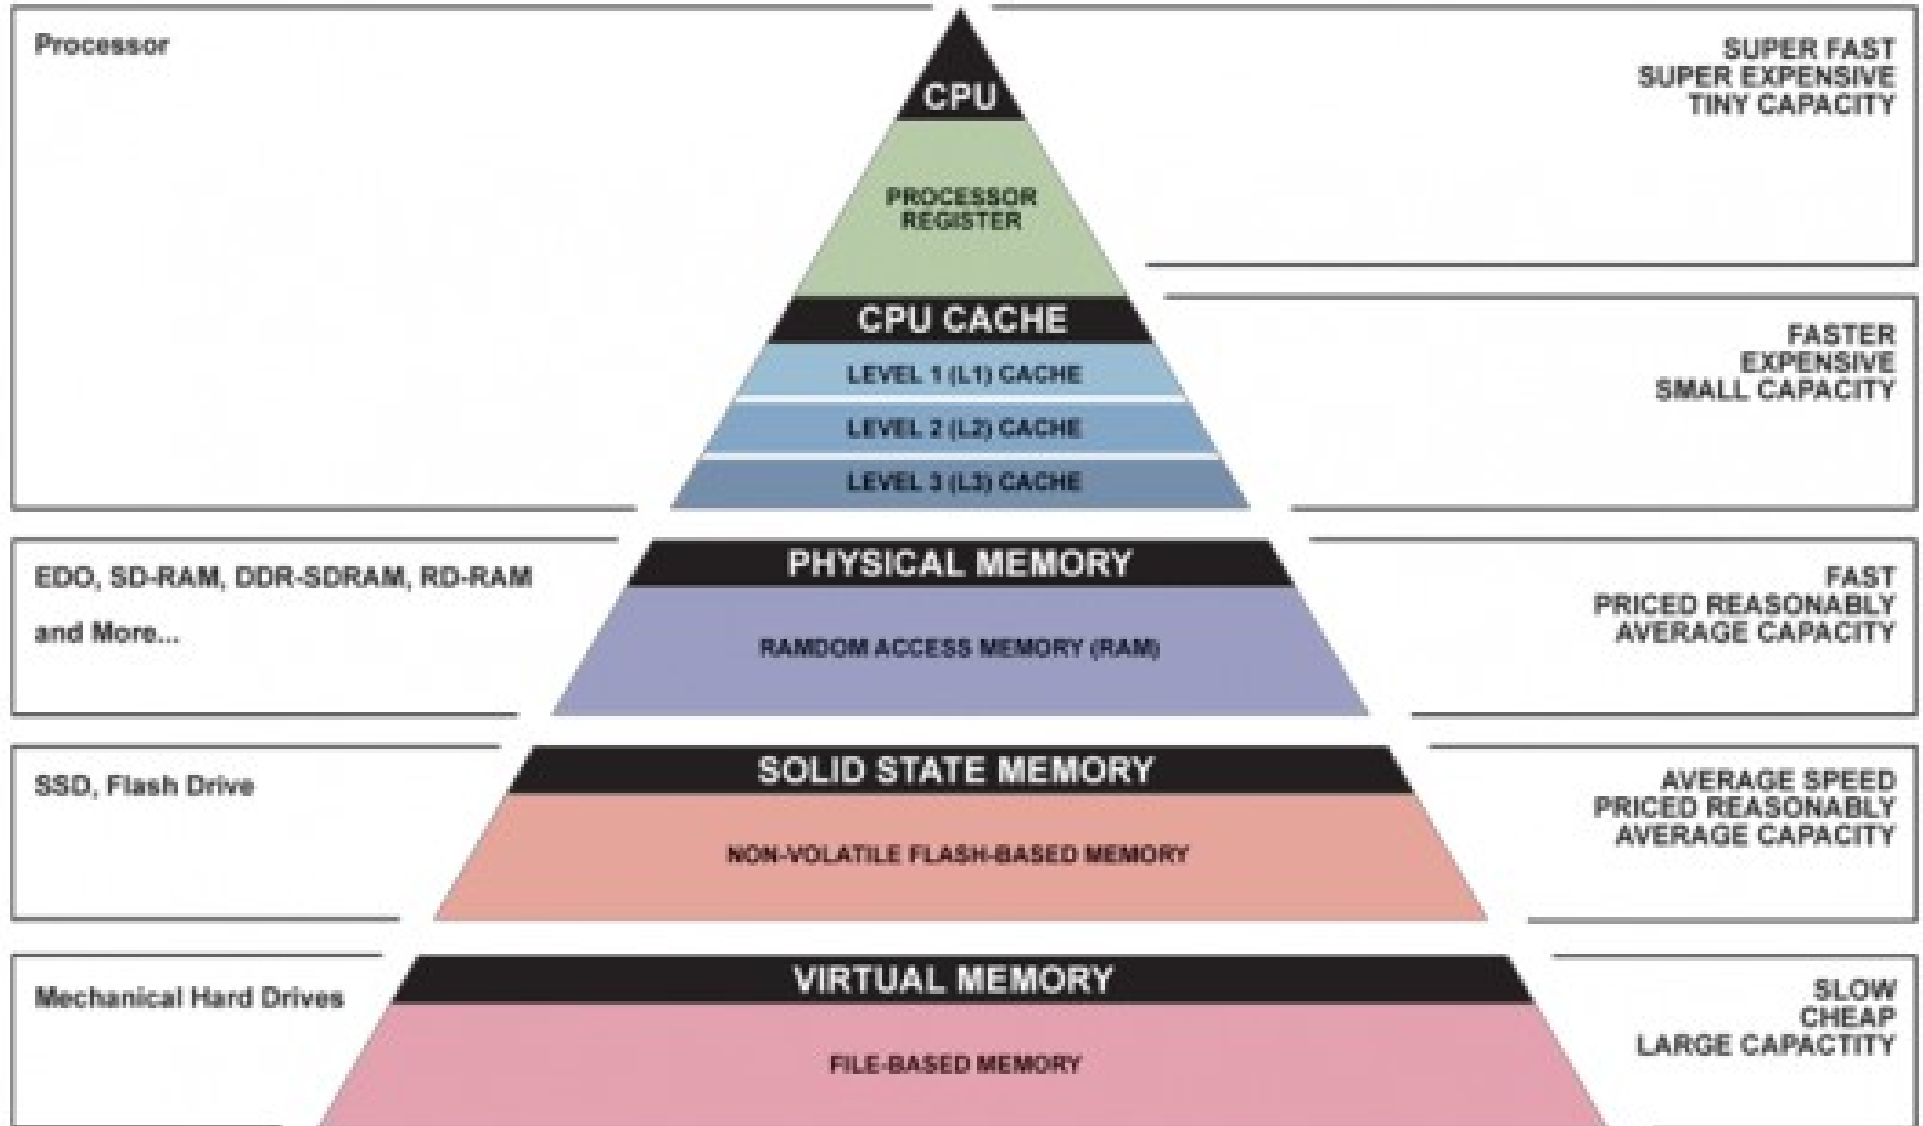 Processor
CPU
SUPER FAST
SUPER EXPENSIVE
TINY CAPACITY
PROCESSOR
REGISTER
CPU CACHE
LEVEL 1 (L1) CACHE
LEVEL 2 (L2) CACHE
LEVEL 3 (L3) CACHE
FASTER
EXPENSIVE
SMALL CAPACITY
EDO, SD-RAM, DDR-SDRAM, RD-RAM
and More...
PHYSICAL MEMORY
RAMDOM ACCESS MEMORY (RAM)
FAST
PRICED REASONABLY
AVERAGE CAPACITY
SSD, Flash Drive
SOLID STATE MEMORY
NON-VOLATILE FLASH-BASED MEMORY
AVERAGE SPEED
PRICED REASONABLY
AVERAGE CAPACITY
Mechanical Hard Drives
VIRTUAL MEMORY
FILE-BASED MEMORY
SLOW
CHEAP
LARGE CAPACTITY